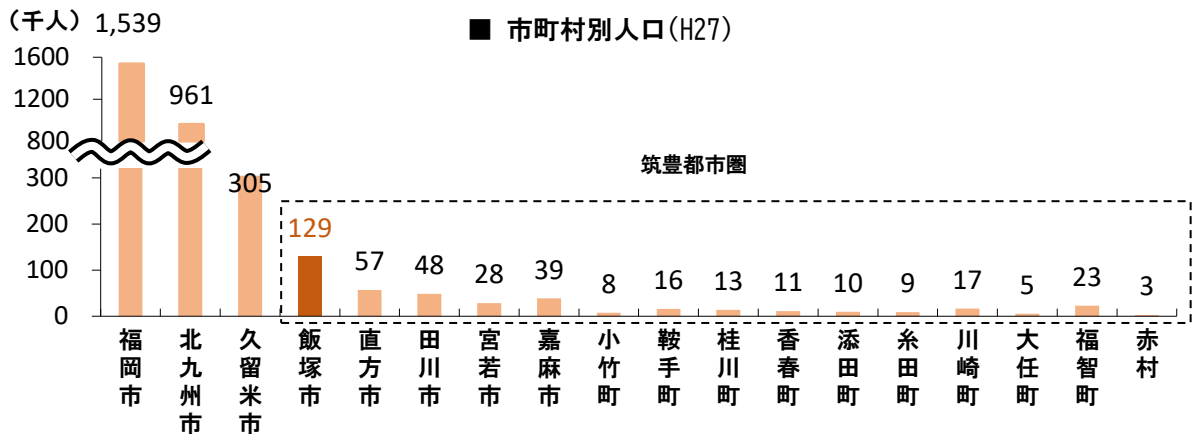 (千人)
■ 市町村別人口(H27)
1,539
961
305
129
57
48
28
39
8
16
13
11
10
9
17
5
23
3
1600
1200
800
300
200
100
0
筑豊都市圏
福岡市
北九州市
久留米市
飯塚市
直方市
田川市
宮若市
嘉麻市
小竹町
鞍手町
桂川町
香春町
添田町
糸田町
川崎町
大任町
福智町
赤村